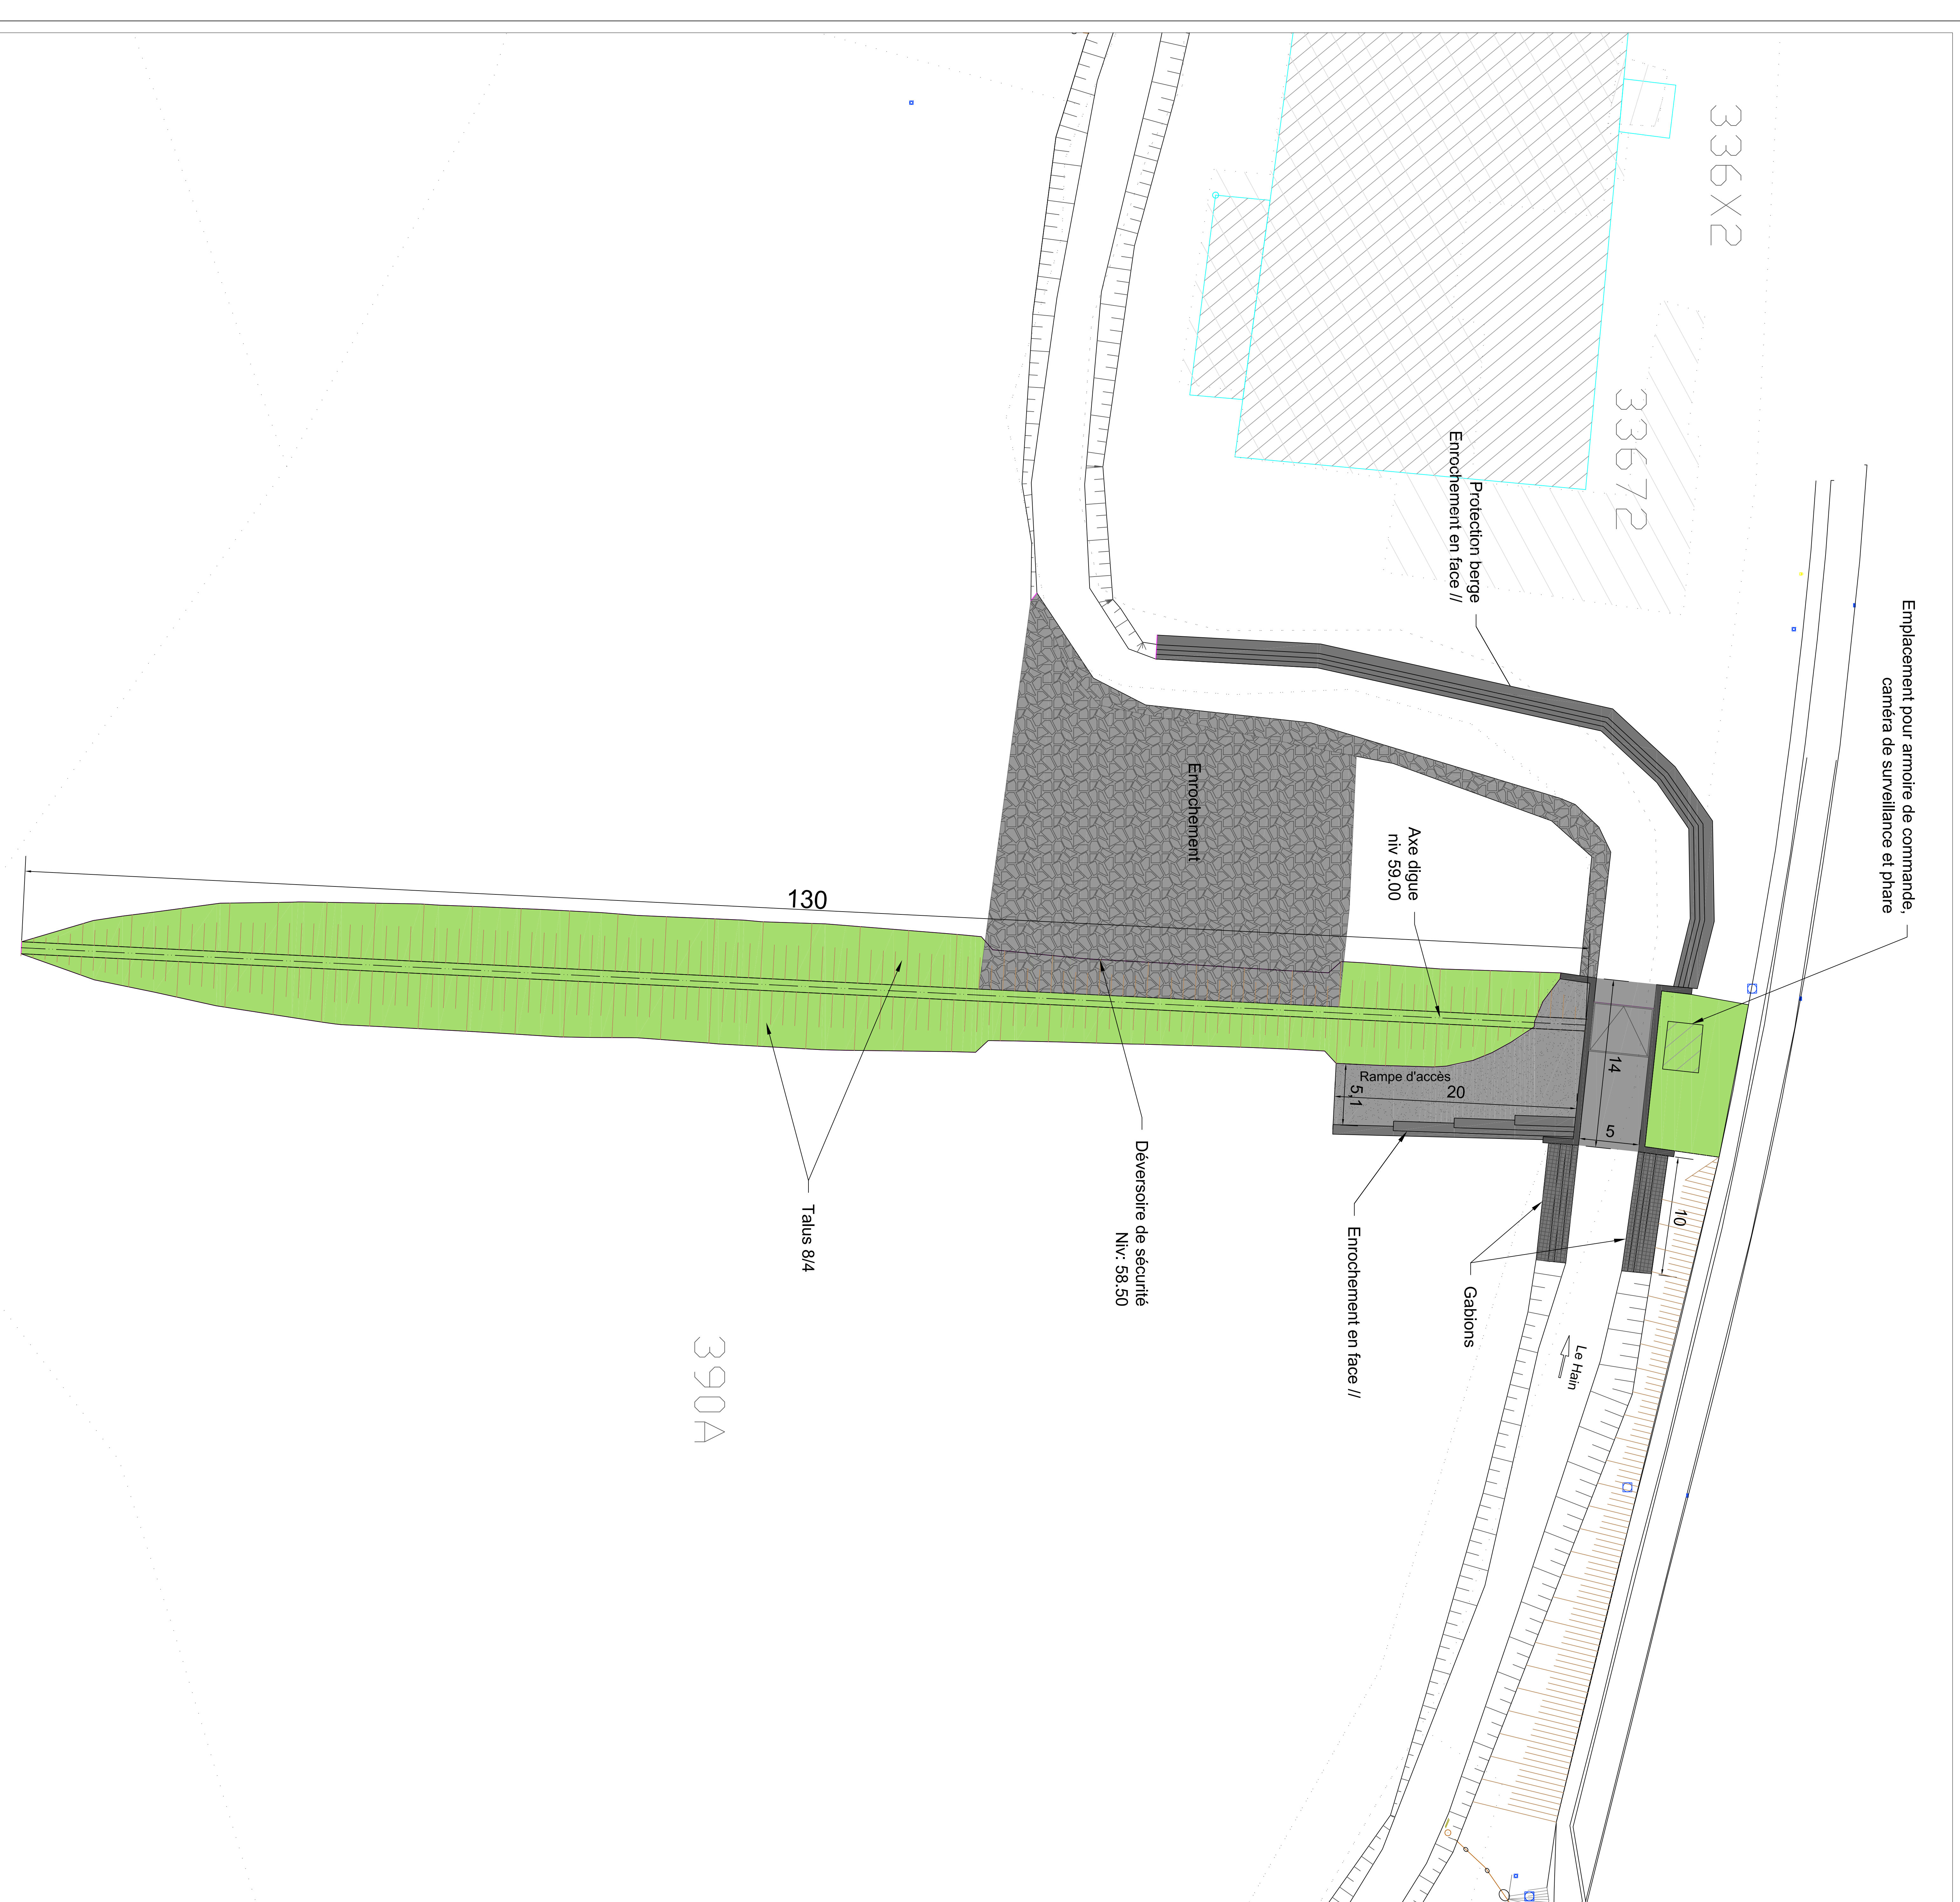 336X2
33672
Protection berge
Enrochement en face //
Emplacement pour armoire de commande,
caméra de surveillance et phare
Enrochement
Axe digue
niv 59.00
130
14
Rampe d'accès
20
5,1
5
10
Déversoire de sécurité
Niv: 58.50
Talus 8/4
Enrochement en face //
Gabions
Le Hain
390A